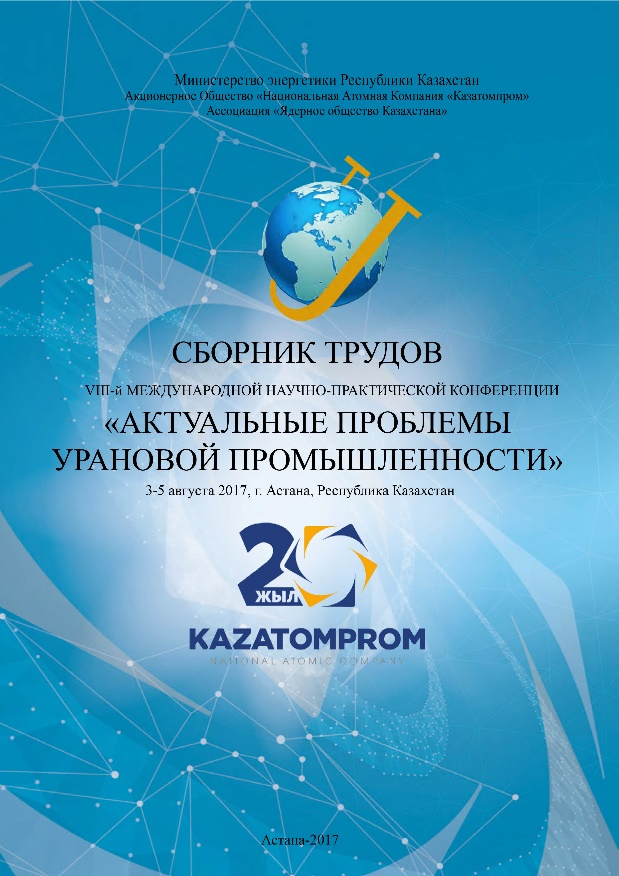 Министерство энергетики Республики Казахстан
Акционерное Общество «Национальная Атомная Компания «Казатомпром»
Ассоциация «Ядерное общество Казахстана»
СБОРНИК ТРУДОВ
VIII-й МЕЖДУНАРОДНОЙ НАУЧНО-ПРАКТИЧЕСКОЙ КОНФЕРЕНЦИИ
«АКТУАЛЬНЫЕ ПРОБЛЕМЫ
УРАНОВОЙ ПРОМЫШЛЕННОСТИ»
3-5 августа 2017, г. Астана, Республика Казахстан
20
ЖЫЛ
KAZATOMPROM
NATIONAL ATOMIC COMPANY
Астана-2017